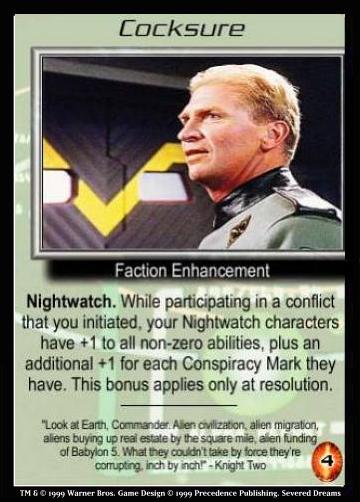 Cocksure
Faction Enhancement
Nightwatch. While participating in a conflict
that you initiated, your Nightwatch characters
have +1 to all non-zero abilities, plus an
additional +1 for each Conspiracy Mark they
have. This bonus applies only at resolution.
"Look at Earth, Commander. Alien civilization, alien migration,
aliens buying up real estate by the square mile, alien funding
of Babylon 5. What they couldn't take by force they're
corrupting, inch by inch!" - Knight Two
4
TM & © 1999 Warner Bros. Game Design © 1999 Precedence Publishing. Severed Dreams